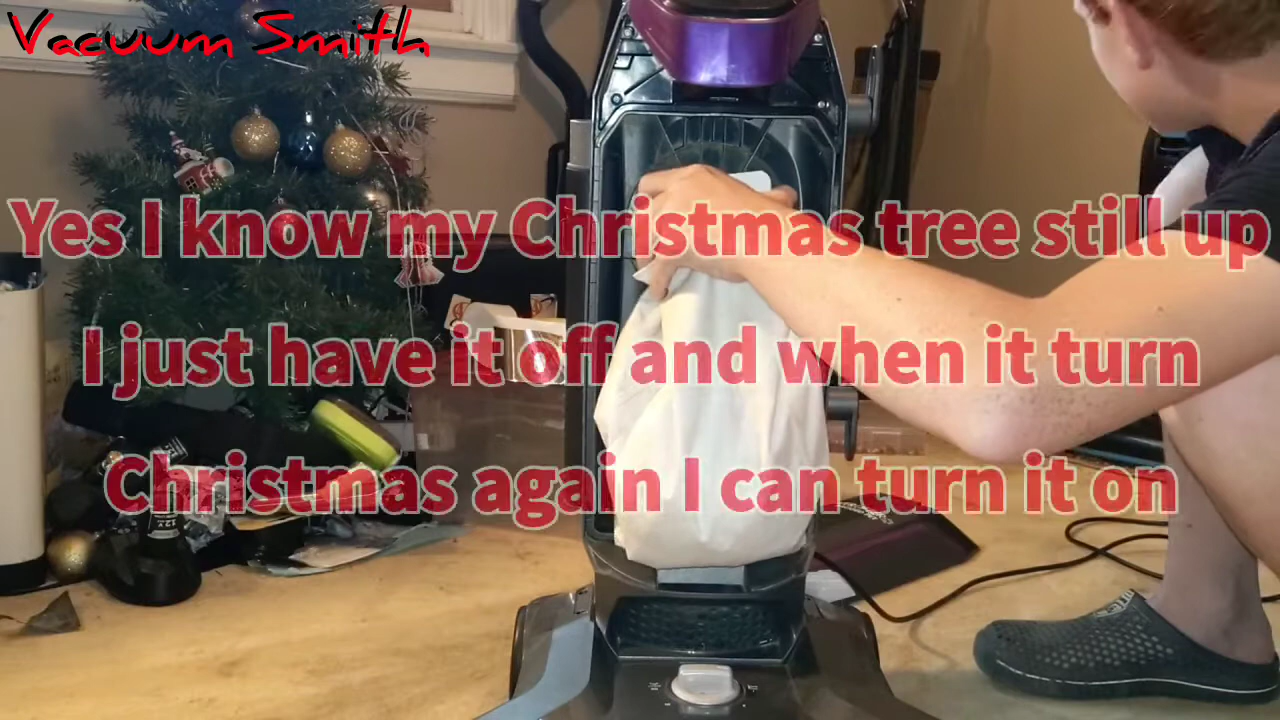 Vacuum Smith
Yes I know my Christmas tree still up
I just have it off and when it turn
Christmas again I can turn it on